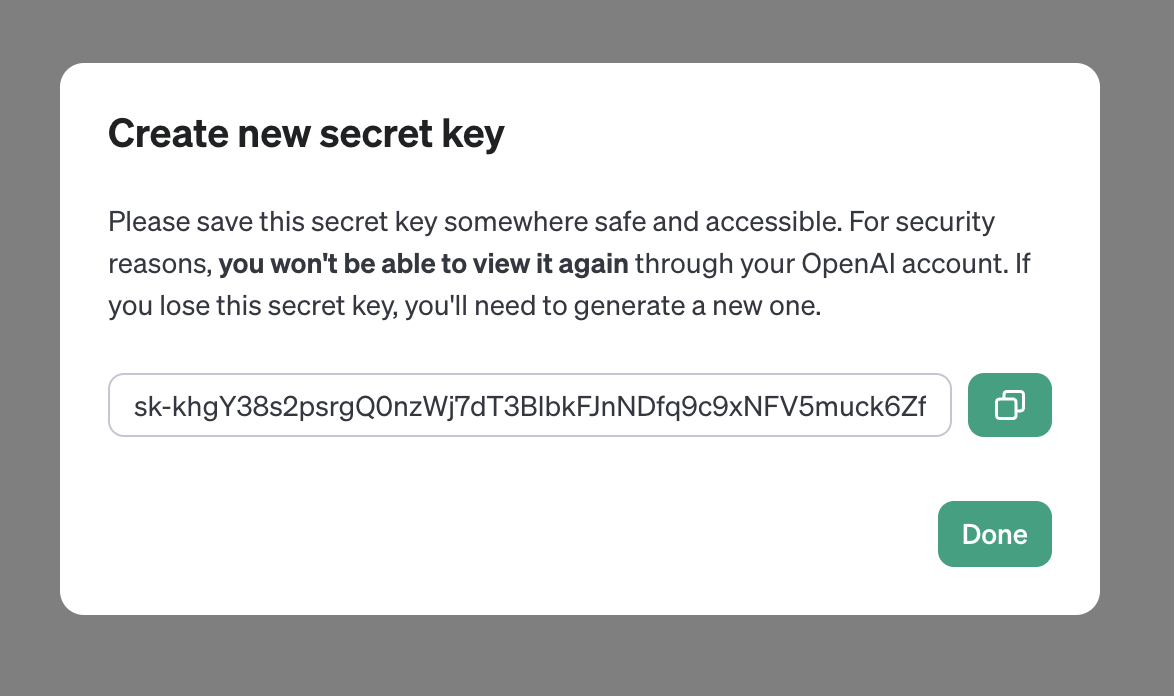 Create new secret key
Please save this secret key somewhere safe and accessible. For security
reasons, you won't be able to view it again through your OpenAI account. If
you lose this secret key, you'll need to generate a new one.
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
Done